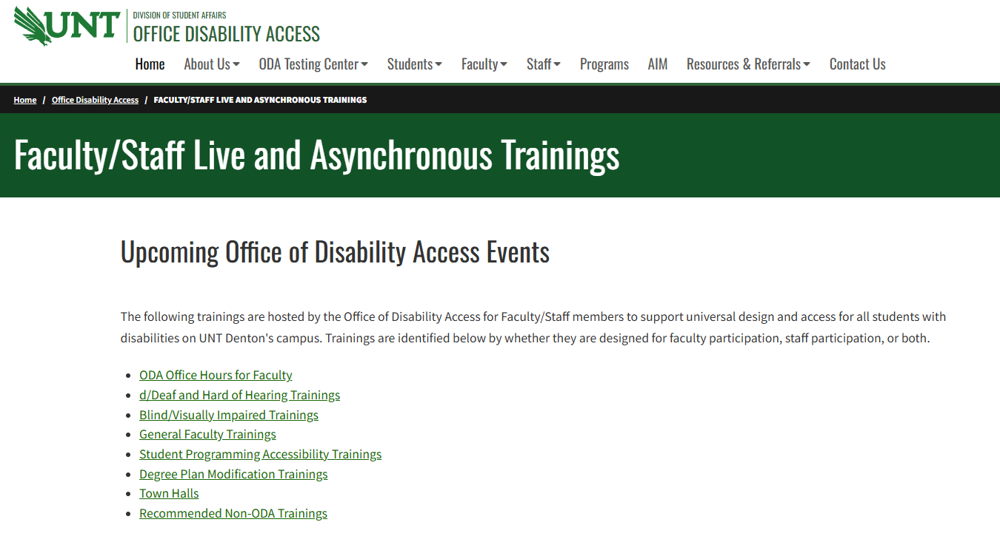 UNT
DIVISION OF STUDENT AFFAIRS
OFFICE DISABILITY ACCESS
Home About Us ODA Testing Center Students Faculty Staff Programs AIM Resources & Referrals Contact Us
Home / Office Disability Access / FACULTY/STAFF LIVE AND ASYNCHRONOUS TRAININGS
Faculty/Staff Live and Asynchronous Trainings
Upcoming Office of Disability Access Events
The following trainings are hosted by the Office of Disability Access for Faculty/Staff members to support universal design and access for all students with
disabilities on UNT Denton's campus. Trainings are identified below by whether they are designed for faculty participation, staff participation, or both.
• ODA Office Hours for Faculty
• d/Deaf and Hard of Hearing Trainings
• Blind/Visually Impaired Trainings
• General Faculty Trainings
• Student Programming Accessibility Trainings
• Degree Plan Modification Trainings
• Town Halls
• Recommended Non-ODA Trainings